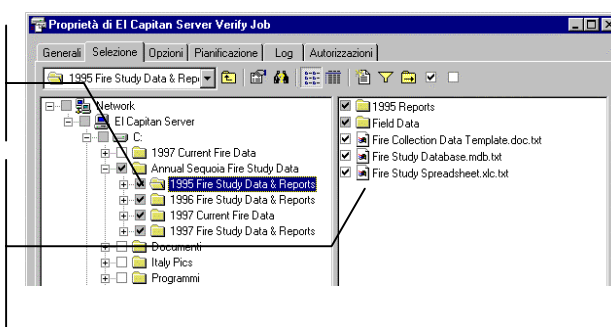 Proprietà di El Capitan Server Verify Job
Generali Selezione Opzioni Pianificazione Log Autorizzazioni
1995 Fire Study Data & Repo
Network
El Capitan Server
C:
1997 Current Fire Data
Annual Sequoia Fire Study Data
1995 Fire Study Data & Reports
1996 Fire Study Data & Reports
1997 Current Fire Data
1997 Fire Study Data & Reports
Documenti
Italy Pics
Programmi
1995 Reports
Field Data
Fire Collection Data Template.doc.txt
Fire Study Database.mdb.txt
Fire Study Spreadsheet.xlc.txt